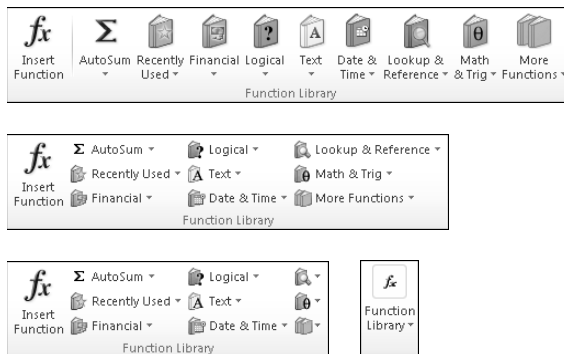 fx
Insert Function
Σ
AutoSum
Recently Used
Financial
?
Logical
A
Text
Date & Time
Lookup & Reference
θ
Math & Trig
More Functions
Function Library
fx
Insert Function
Σ AutoSum
Recently Used
Financial
? Logical
A Text
Date & Time
Lookup & Reference
θ Math & Trig
More Functions
Function Library
fx
Insert Function
Σ AutoSum
Recently Used
Financial
? Logical
A Text
Date & Time
θ
Function Library
fx
Function Library